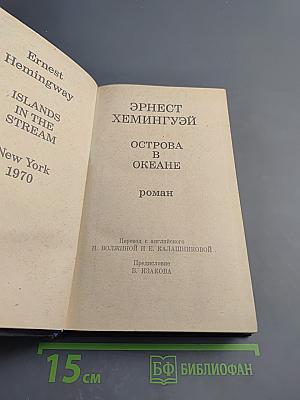 Ernest
Hemingway
ISLANDS
IN THE
STREAM
New York
1970
ЭРНЕСТ
ХЕМИНГУЭЙ
ОСТРОВА
В
ОКЕАНЕ
роман
Перевод с английского
Н. ВОЛЖИНОЙ И Е. КАЛАШНИКОВОЙ
Предисловие
Б. ИЗАКОВА
15 см
БФ БИБЛИОФАН